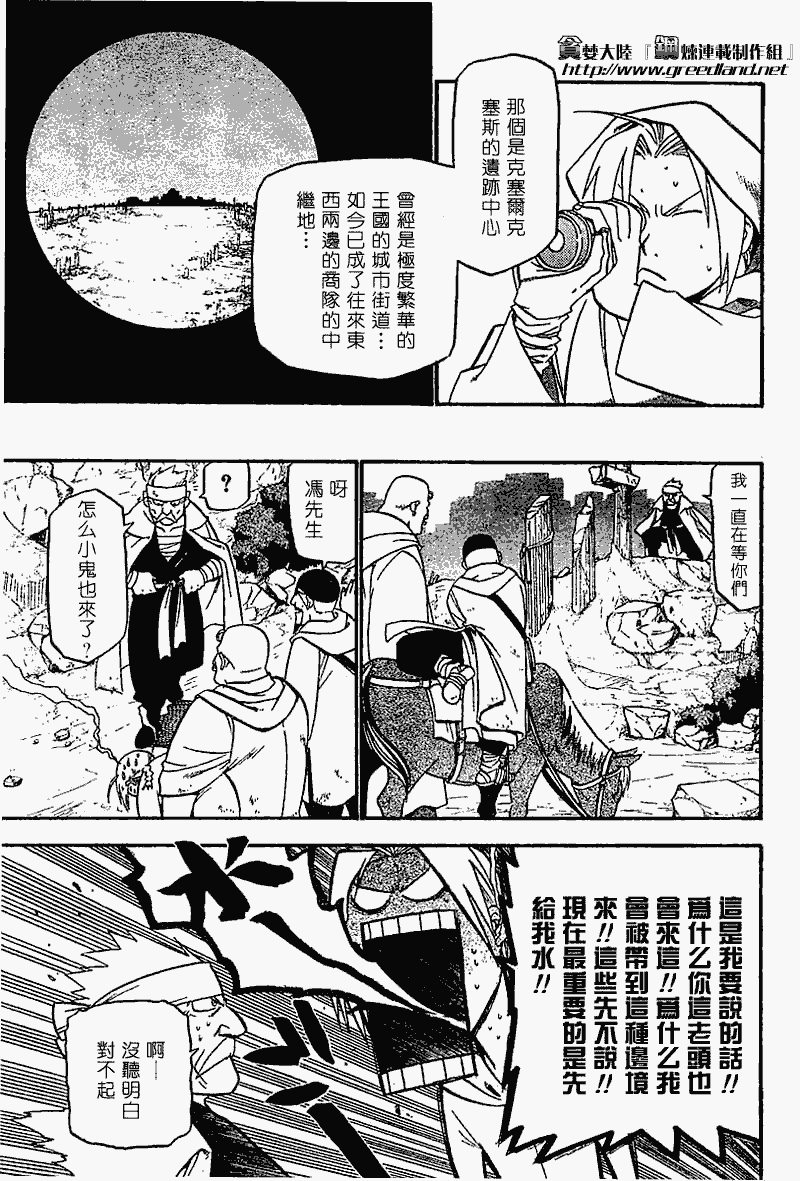 貪婪大陸『鋼煉連載制作組』
http://www.greedland.net
那個是克塞爾克
塞斯的遺跡中心
曾經是極度繁華的
王國的城市街道…
如今已成了往來東
西兩邊的商隊的中
繼地…
我一直在等你們
呀
馮先生
？
怎么小鬼也來了？
這是我要說的話!!
爲什么你這老頭也
會來這!!爲什么我
會被帶到這種邊境
來!!這些先不說!!
現在最重要的是先
給我水!!
啊—
沒聽明白
對不起